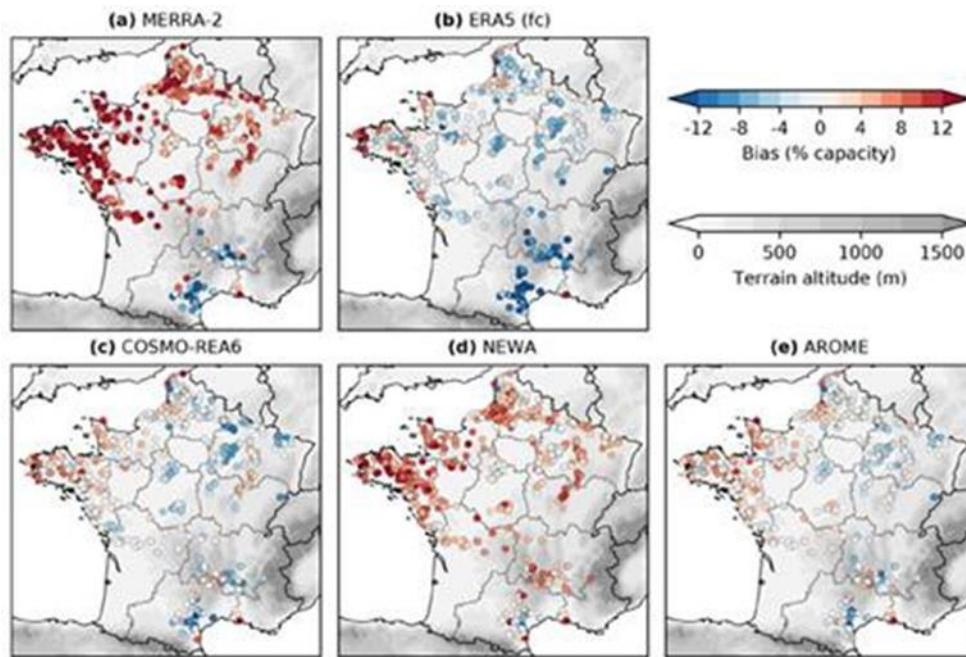 (a) MERRA-2
(b) ERA5 (fc)
-12 -8 -4 0 4 8 12
Bias (% capacity)
0 500 1000 1500
Terrain altitude (m)
(c) COSMO-REA6
(d) NEWA
(e) AROME